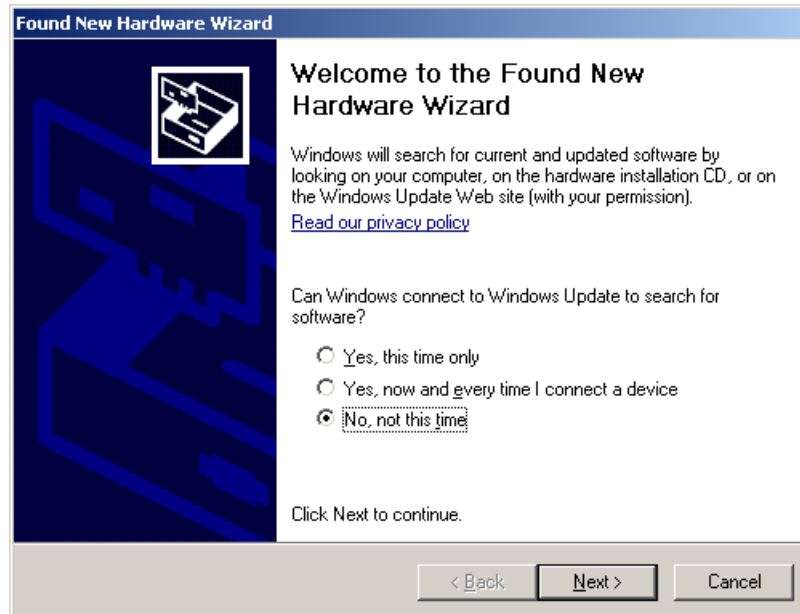 Found New Hardware Wizard
Welcome to the Found New
Hardware Wizard
Windows will search for current and updated software by
looking on your computer, on the hardware installation CD, or on
the Windows Update Web site (with your permission).
Read our privacy policy
Can Windows connect to Windows Update to search for
software?
Yes, this time only
Yes, now and every time I connect a device
No, not this time
Click Next to continue.
< Back Next > Cancel